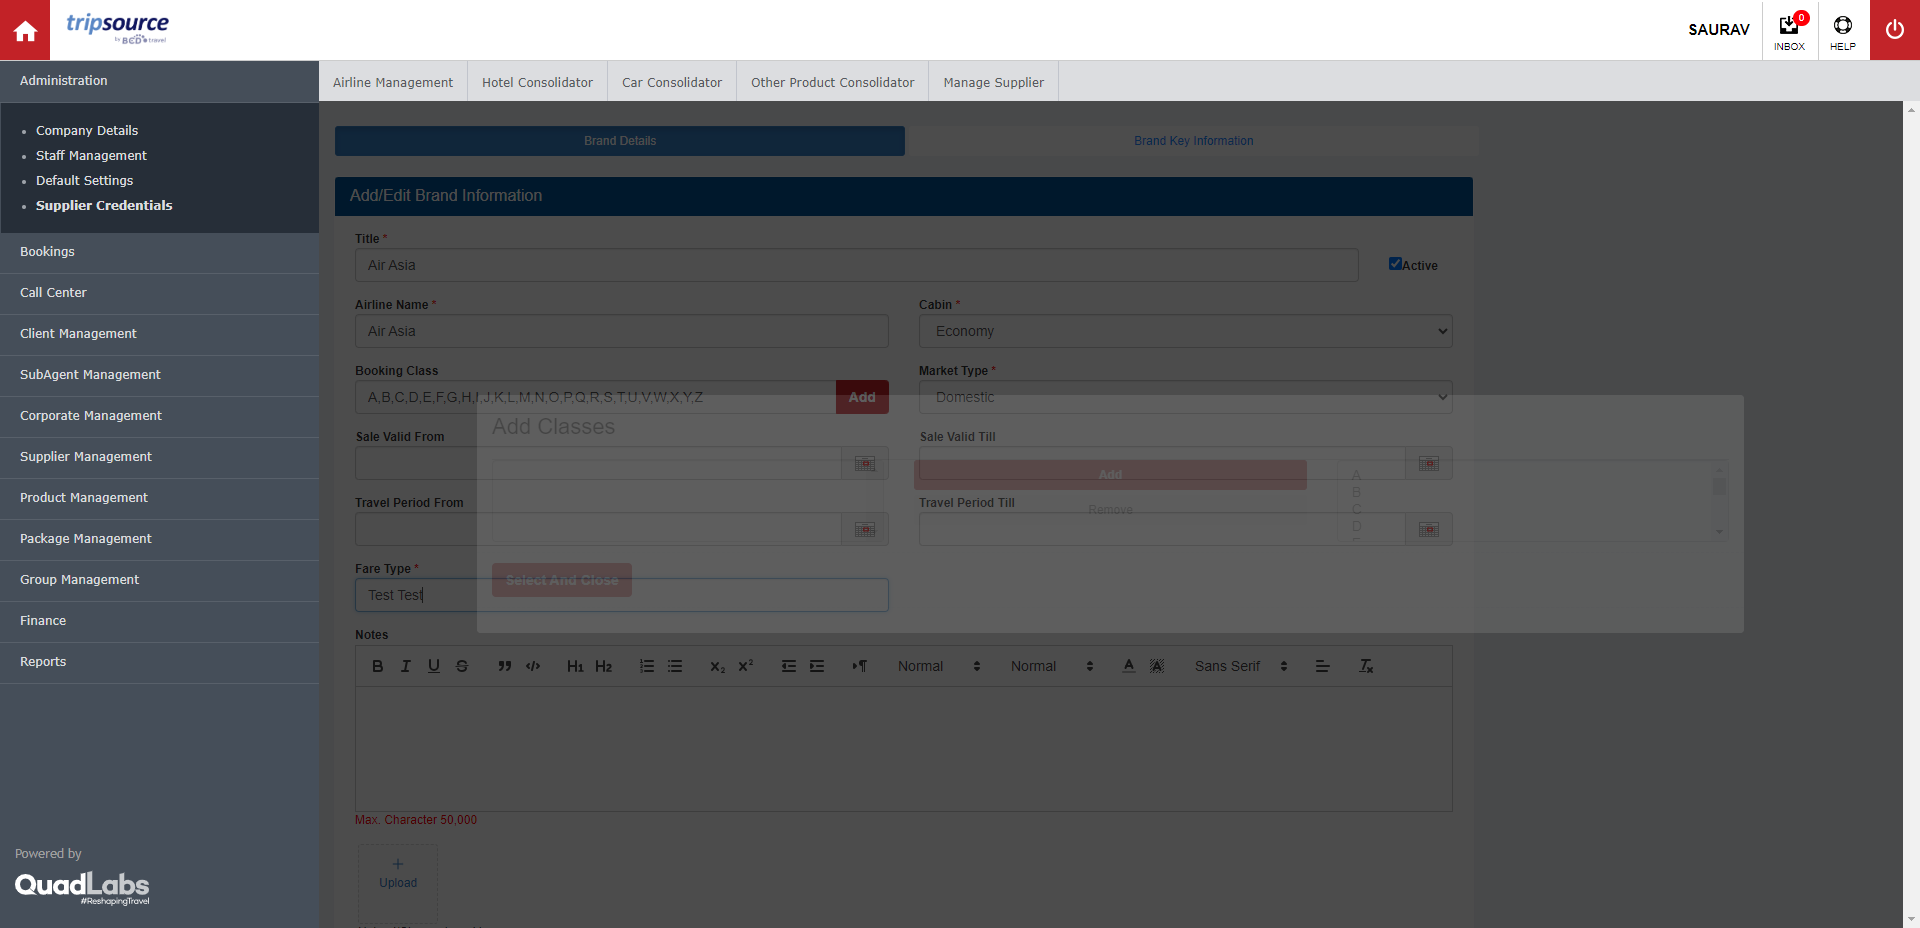 tripsource
by BCD travel
SAURAV
0
INBOX
HELP
Administration
Company Details
Staff Management
Default Settings
Supplier Credentials
Bookings
Call Center
Client Management
SubAgent Management
Corporate Management
Supplier Management
Product Management
Package Management
Group Management
Finance
Reports
Powered by
QuadLabs
#ReshapingTravel
Airline Management
Hotel Consolidator
Car Consolidator
Other Product Consolidator
Manage Supplier
Brand Details
Brand Key Information
Add/Edit Brand Information
Title *
Air Asia
Active
Airline Name *
Air Asia
Cabin *
Economy
Booking Class
A,B,C,D,E,F,G,H,I,J,K,L,M,N,O,P,Q,R,S,T,U,V,W,X,Y,Z
Add
Market Type *
Domestic
Add Classes
Sale Valid From
Sale Valid Till
Add
Remove
A
B
C
D
Travel Period From
Travel Period Till
Select And Close
Fare Type *
Test Test
Notes
B I U S H1 H2 X2 X2 Normal Normal A A Sans Serif Tx
Max. Character 50,000
+
Upload